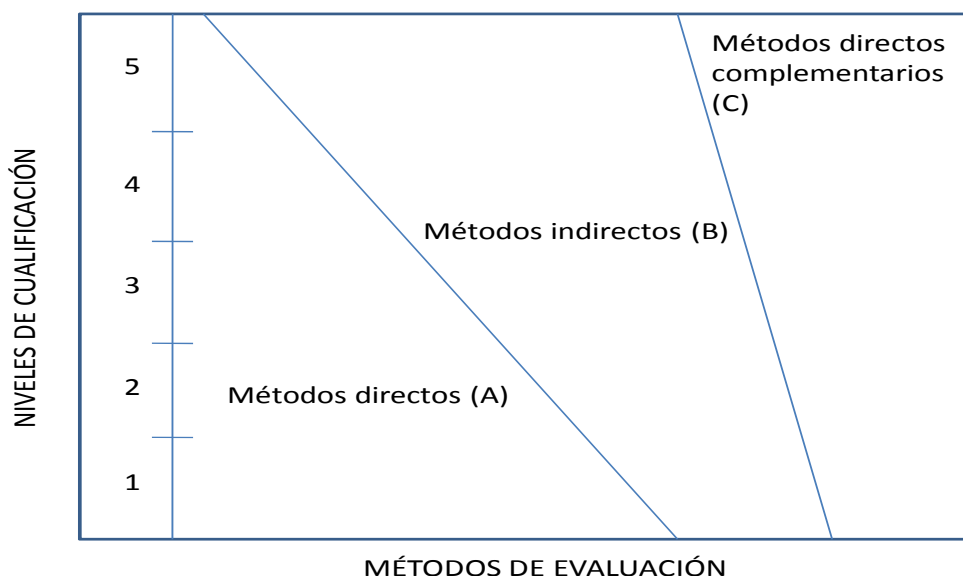 NIVELES DE CUALIFICACIÓN
5
4
3
2
1
Métodos directos (A)
Métodos indirectos (B)
Métodos directos
complementarios
(C)
MÉTODOS DE EVALUACIÓN